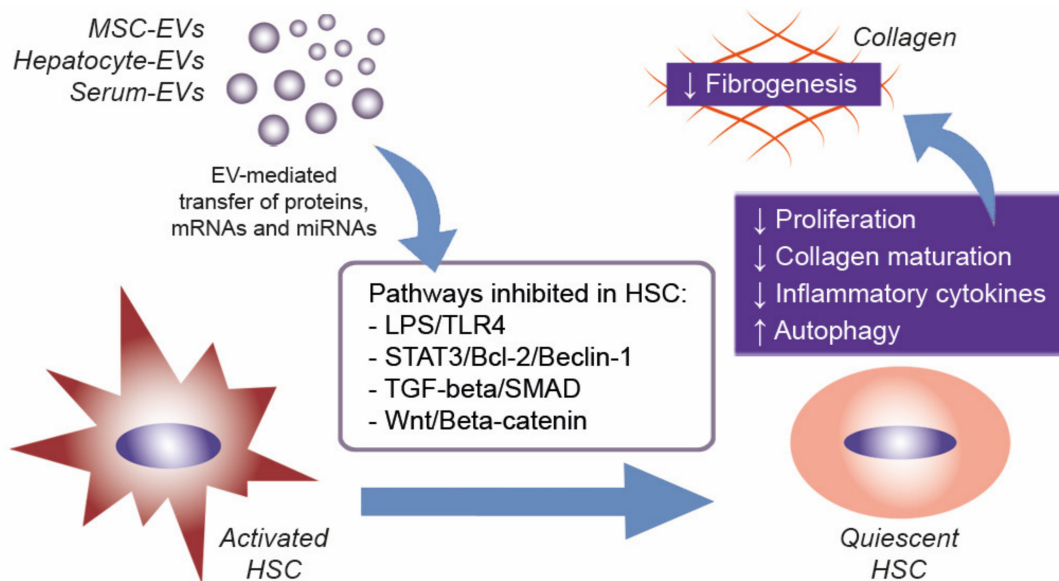 MSC-EVs
Hepatocyte-EVs
Serum-EVs
EV-mediated
transfer of proteins,
mRNAs and miRNAs
Collagen
↓ Fibrogenesis
↓ Proliferation
↓ Collagen maturation
↓ Inflammatory cytokines
↑ Autophagy
Pathways inhibited in HSC:
- LPS/TLR4
- STAT3/Bcl-2/Beclin-1
- TGF-beta/SMAD
- Wnt/Beta-catenin
Activated
HSC
Quiescent
HSC